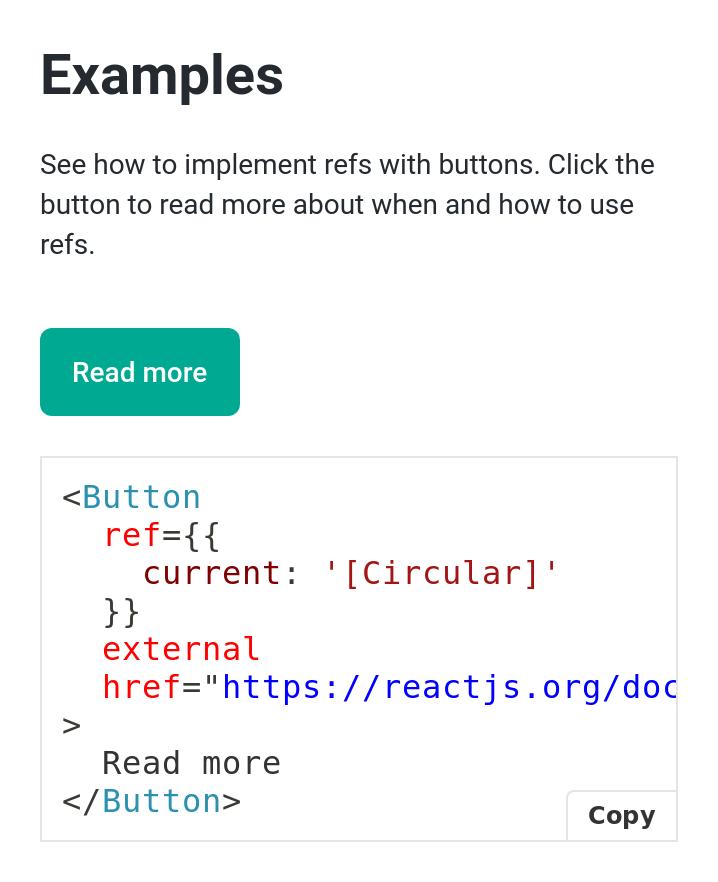 Examples
See how to implement refs with buttons. Click the
button to read more about when and how to use
refs.
Read more
<Button
  ref={{
    current: '[Circular]'
  }}
  external
  href="https://reactjs.org/doc
>
  Read more
</Button>
Copy